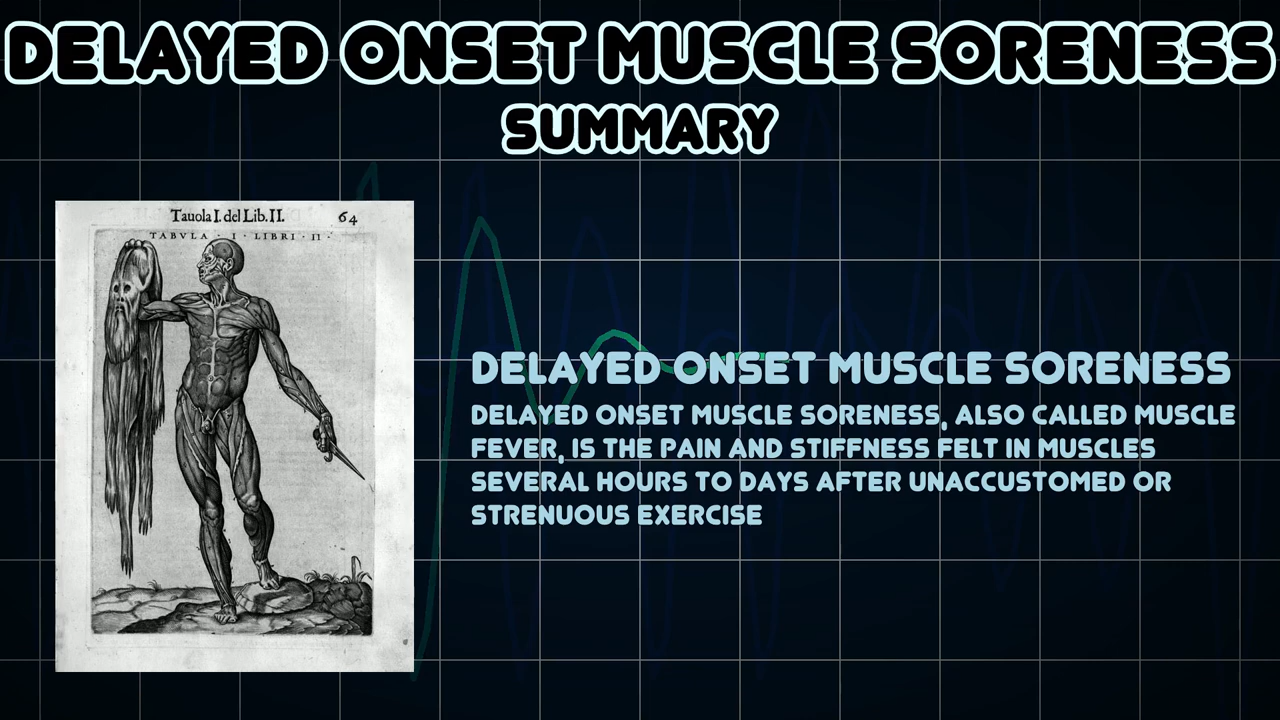 DELAYED ONSET MUSCLE SORENESS
SUMMARY
Tauola I. del Lib. II. 64
TABVLA · I · LIBRI · II ·
DELAYED ONSET MUSCLE SORENESS
DELAYED ONSET MUSCLE SORENESS, ALSO CALLED MUSCLE
FEVER, IS THE PAIN AND STIFFNESS FELT IN MUSCLES
SEVERAL HOURS TO DAYS AFTER UNACCUSTOMED OR
STRENUOUS EXERCISE